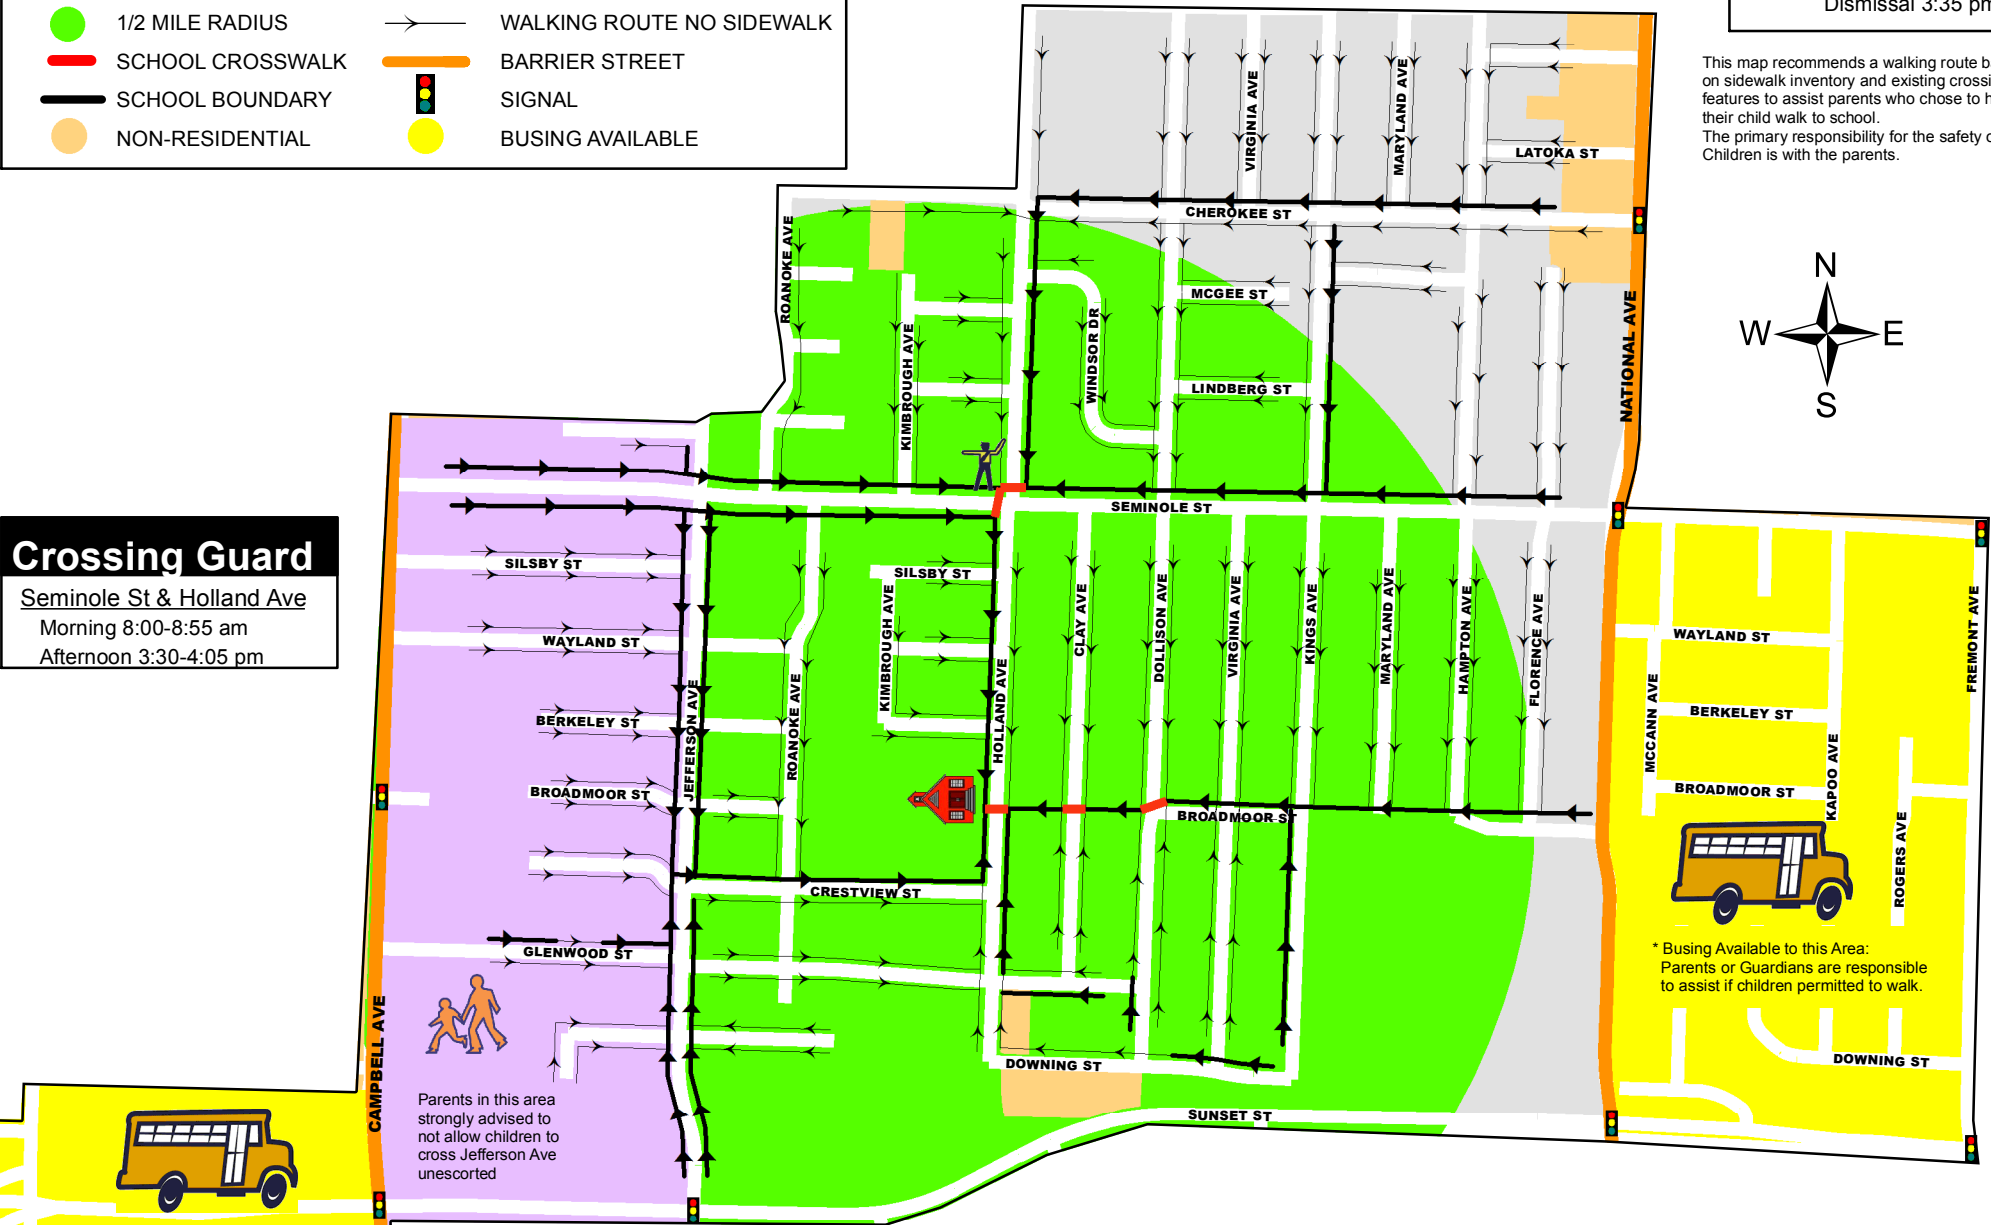 1/2 MILE RADIUS
WALKING ROUTE NO SIDEWALK
SCHOOL CROSSWALK
BARRIER STREET
SCHOOL BOUNDARY
SIGNAL
NON-RESIDENTIAL
BUSING AVAILABLE
Dismissal 3:35 pm
This map recommends a walking route
on sidewalk inventory and existing
features to assist parents who chose to
their child walk to school.
The primary responsibility for the safety
Children is with the parents.
N
W
E
S
VIRGINIA AVE
MARYLAND AVE
LATOKA ST
CHEROKEE ST
ROANOKE AVE
MCGEE ST
WINDSOR DR
KIMBROUGH AVE
LINDBERG ST
NATIONAL AVE
SEMINOLE ST
Crossing Guard
Seminole St & Holland Ave
Morning 8:00-8:55 am
Afternoon 3:30-4:05 pm
SILSBY ST
SILSBY ST
WAYLAND ST
BERKELEY ST
BROADMOOR ST
JEFFERSON AVE
ROANOKE AVE
KIMBROUGH AVE
HOLLAND AVE
CLAY AVE
DOLLISON AVE
VIRGINIA AVE
KINGS AVE
MARYLAND AVE
HAMPTON AVE
FLORENCE AVE
BROADMOOR ST
WAYLAND ST
MCCANN AVE
BERKELEY ST
BROADMOOR ST
KAPOO AVE
ROGERS AVE
FREMONT AVE
CRESTVIEW ST
GLENWOOD ST
CAMPBELL AVE
* Busing Available to this Area:
Parents or Guardians are responsible
to assist if children permitted to walk.
DOWNING ST
DOWNING ST
SUNSET ST
Parents in this area
strongly advised to
not allow children to
cross Jefferson Ave
unescorted